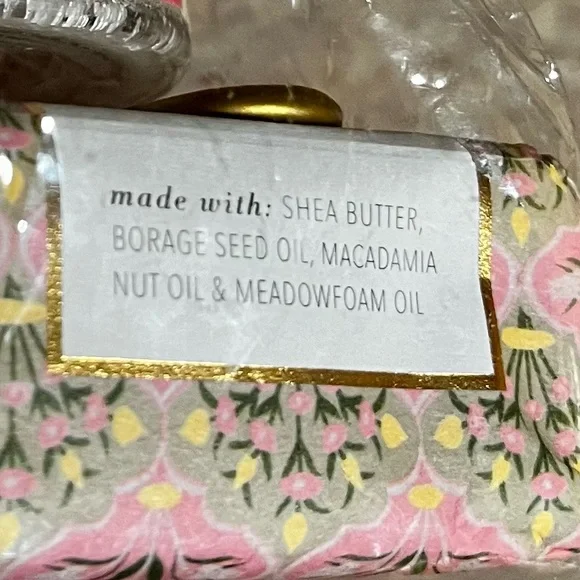 made with: SHEA BUTTER,
BORAGE SEED OIL, MACADAMIA
NUT OIL & MEADOWFOAM OIL